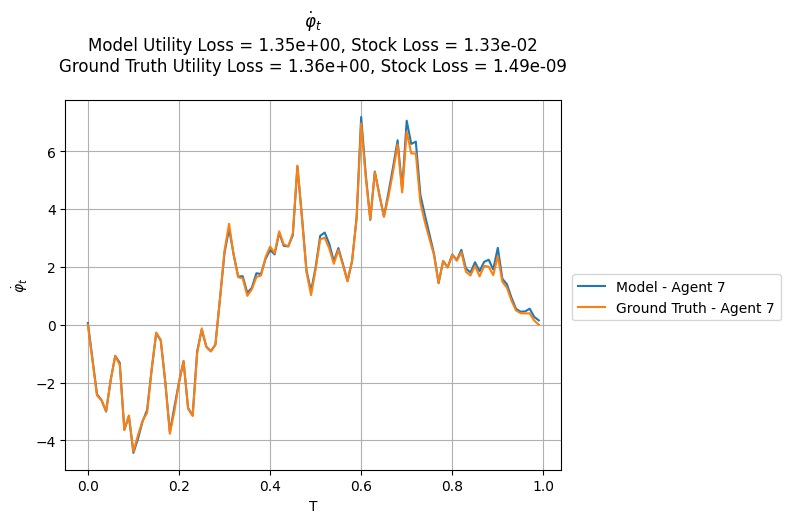 φ̇ₜ
Model Utility Loss = 1.35e+00, Stock Loss = 1.33e-02
Ground Truth Utility Loss = 1.36e+00, Stock Loss = 1.49e-09
6
4
2
0
−2
−4
φ̇ₜ
0.0 0.2 0.4 0.6 0.8 1.0
T
Model - Agent 7
Ground Truth - Agent 7